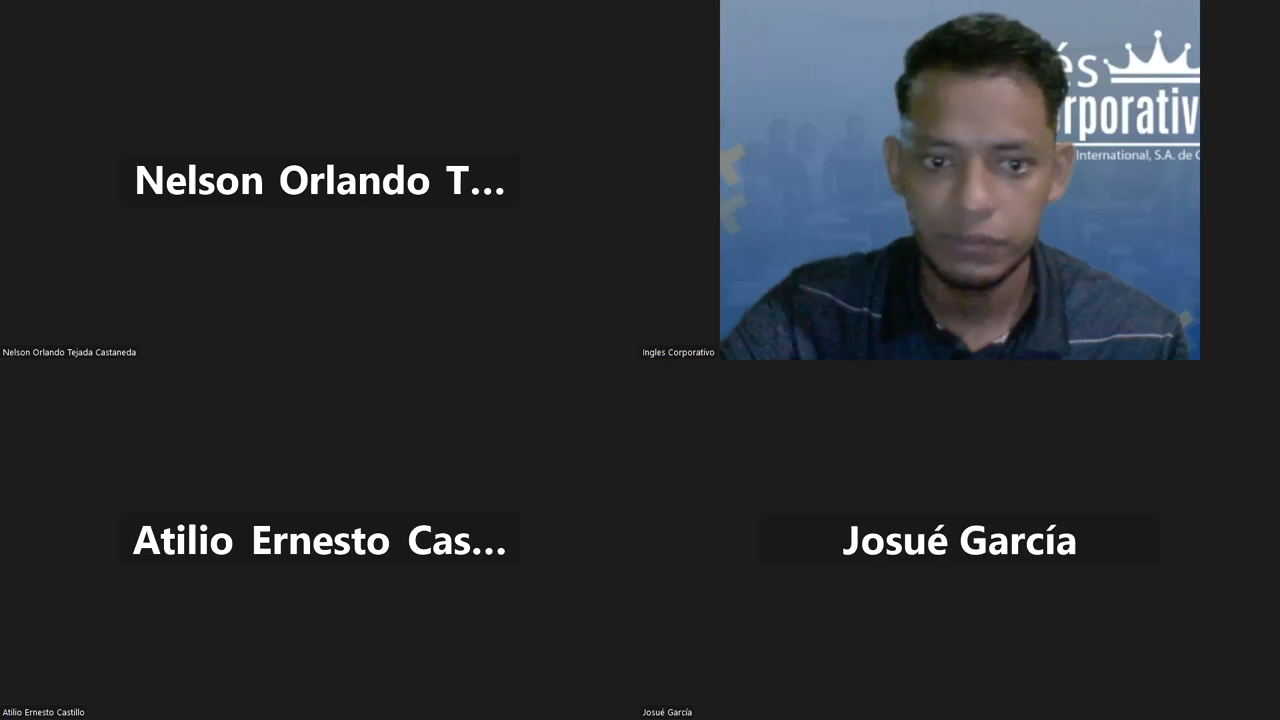 Nelson Orlando T...
Nelson Orlando Tejada Castaneda
és
rporativ
International, S.A. de C
Ingles Corporativo
Atilio Ernesto Cas...
Atilio Ernesto Castillo
Josué García
Josué García